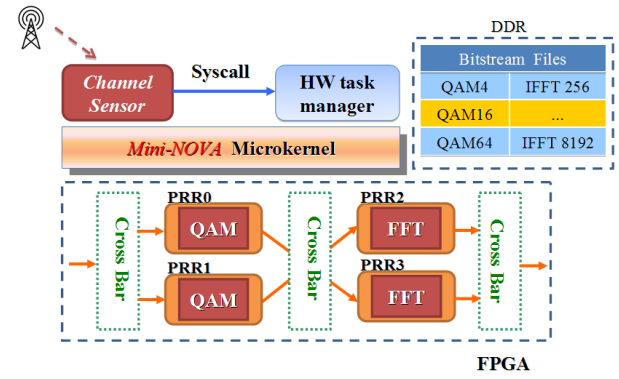 DDR
Channel
Sensor
Syscall
HW task
manager
Bitstream Files
QAM4 IFFT 256
QAM16 ...
QAM64 IFFT 8192
Mini-NOVA Microkernel
Cross Bar
PRR0
QAM
PRR1
QAM
Cross Bar
PRR2
FFT
PRR3
FFT
Cross Bar
FPGA